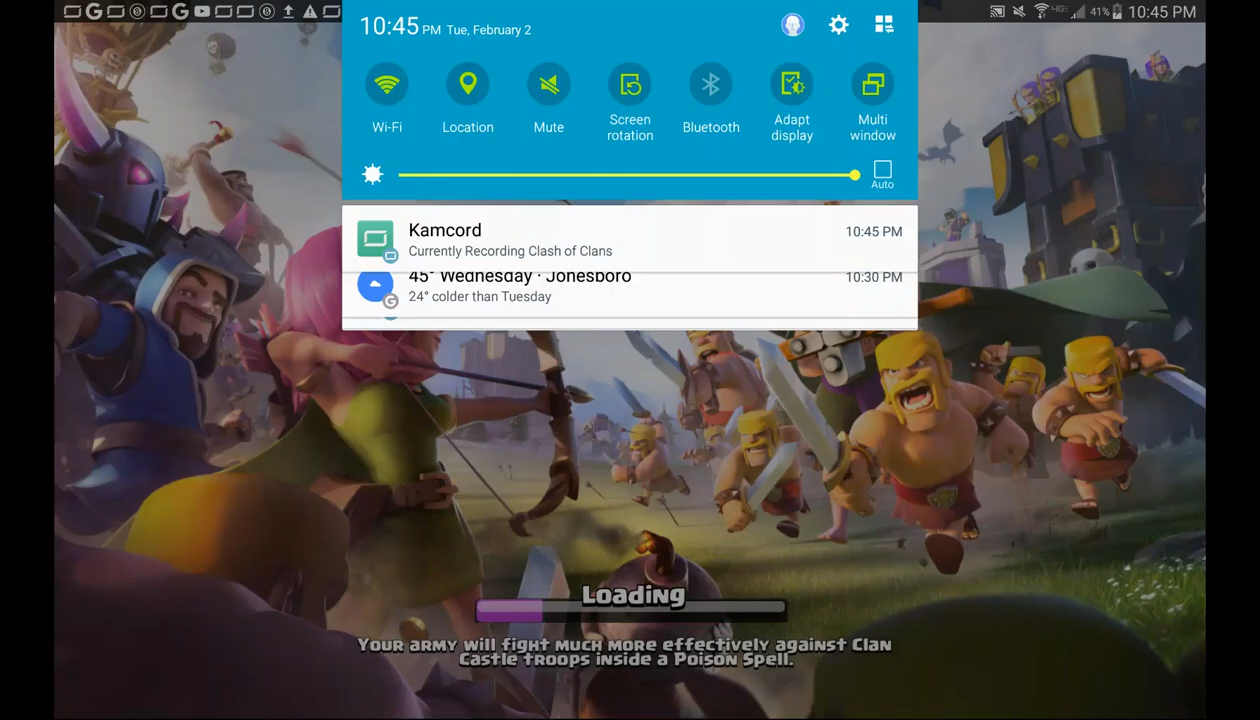 41% 10:45 PM
10:45 PM Tue, February 2
Wi-Fi
Location
Mute
Screen rotation
Bluetooth
Adapt display
Multi window
Auto
Kamcord 10:45 PM
Currently Recording Clash of Clans
45° Wednesday · Jonesboro 10:30 PM
24° colder than Tuesday
Loading
Your army will fight much more effectively against Clan
Castle troops inside a Poison Spell.